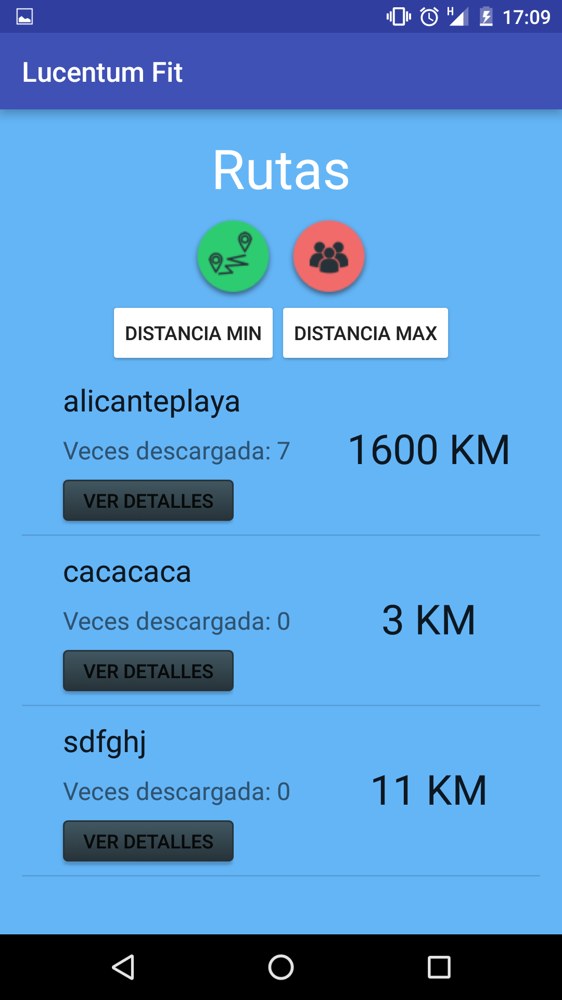 H 17:09
Lucentum Fit
Rutas
DISTANCIA MIN DISTANCIA MAX
alicanteplaya
Veces descargada: 7
1600 KM
VER DETALLES
cacacaca
Veces descargada: 0
3 KM
VER DETALLES
sdfghj
Veces descargada: 0
11 KM
VER DETALLES